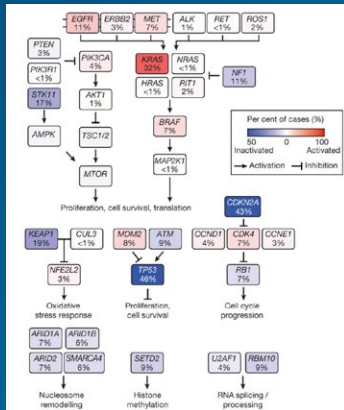 EGFR ERBB2 MET ALK RET ROS1
11% 3% 7% 1% <1% 2%
PTEN
3%
PIK3R1
<1%
PIK3CA
4%
STK11
17%
AKT1
1%
AMPK
TSC1/2
MTOR
KRAS
32%
NRAS
<1%
HRAS
<1%
RIT1
2%
NF1
11%
BRAF
7%
MAP2K1
<1%
Per cent of cases (%)
50 0 100
Inactivated Activated
Activation Inhibition
Proliferation, cell survival, translation
KEAP1
19%
CUL3
<1%
NFE2L2
3%
Oxidative
stress response
MDM2
8%
ATM
9%
TP53
46%
Proliferation,
cell survival
CDKN2A
43%
CCND1
4%
CDK4
7%
CCNE1
3%
RB1
7%
Cell cycle
progression
ARID1A
7%
ARID1B
6%
ARID2
7%
SMARCA4
6%
Nucleosome
remodelling
SETD2
9%
Histone
methylation
U2AF1
4%
RBM10
9%
RNA splicing /
processing